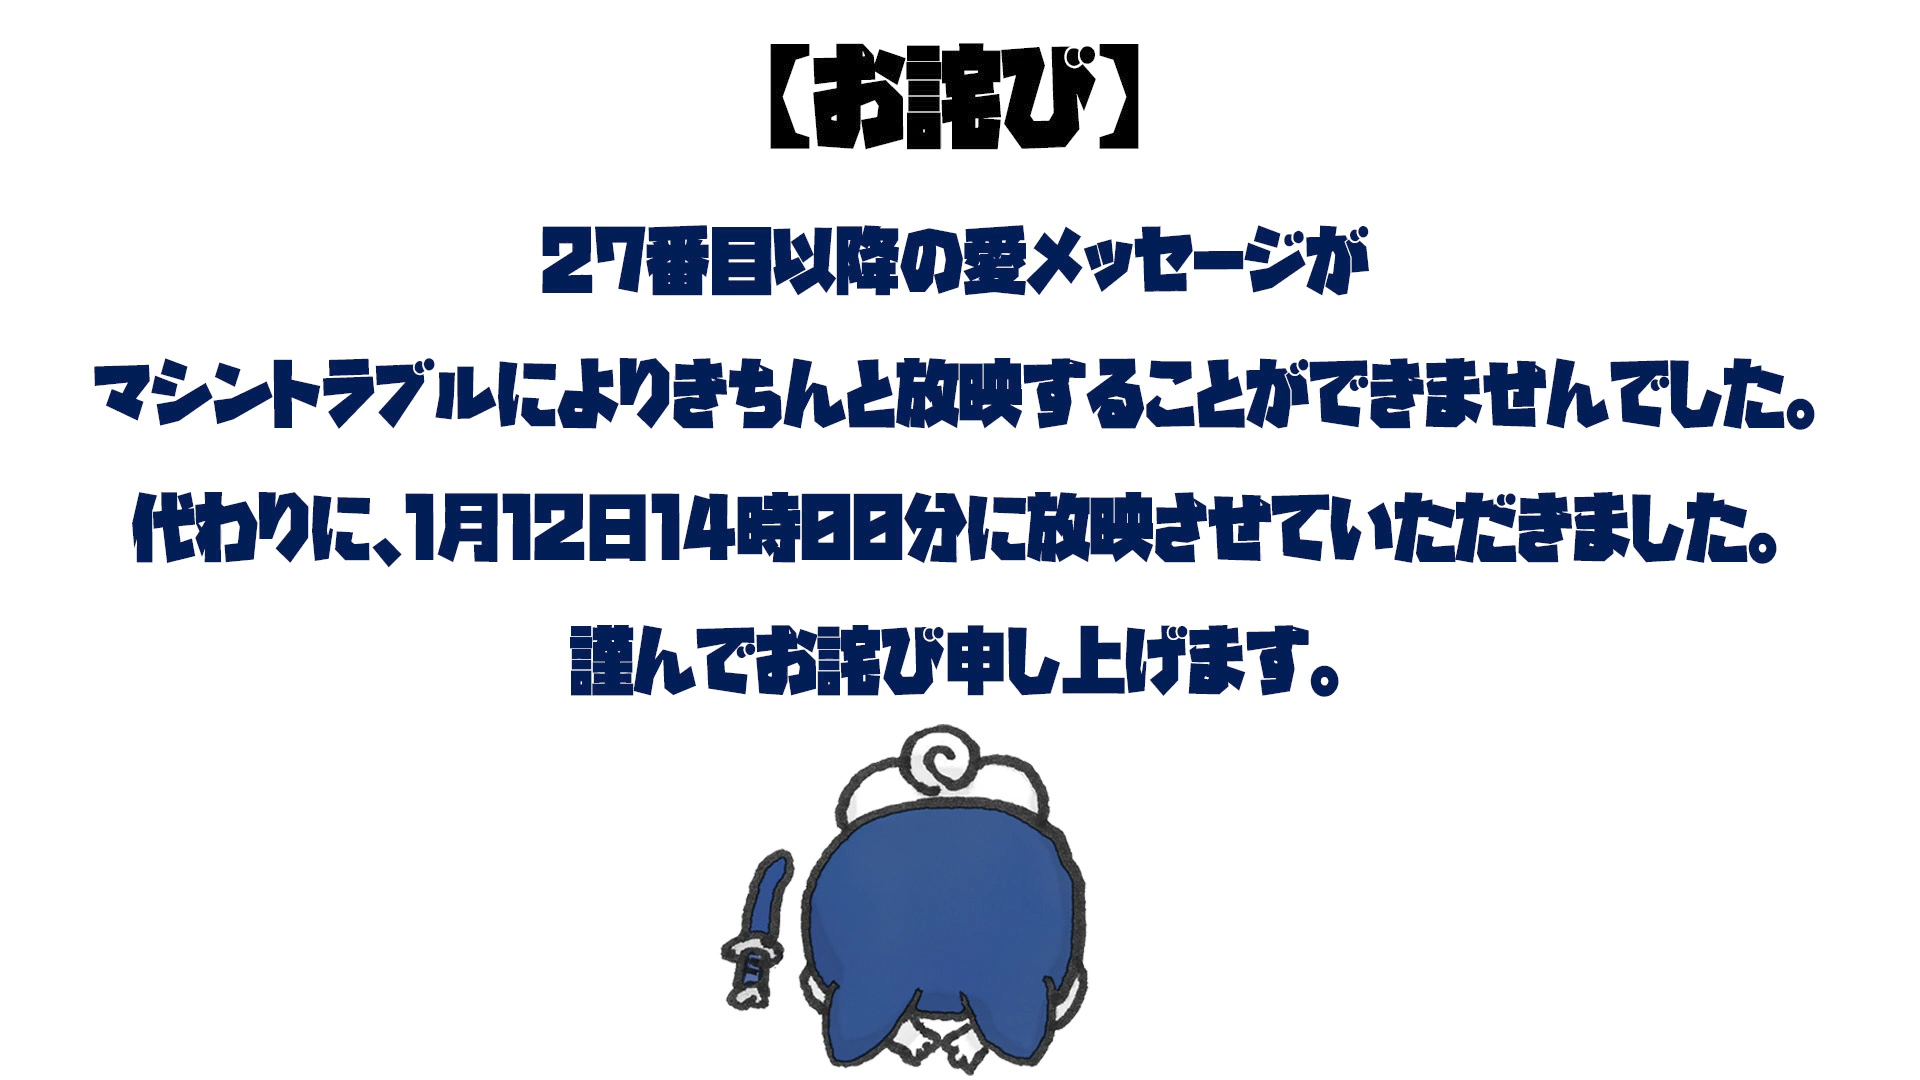 【お詫び】
27番目以降の愛メッセージが
マシントラブルによりきちんと放映することができませんでした。
代わりに、1月12日14時00分に放映させていただきました。
謹んでお詫び申し上げます。